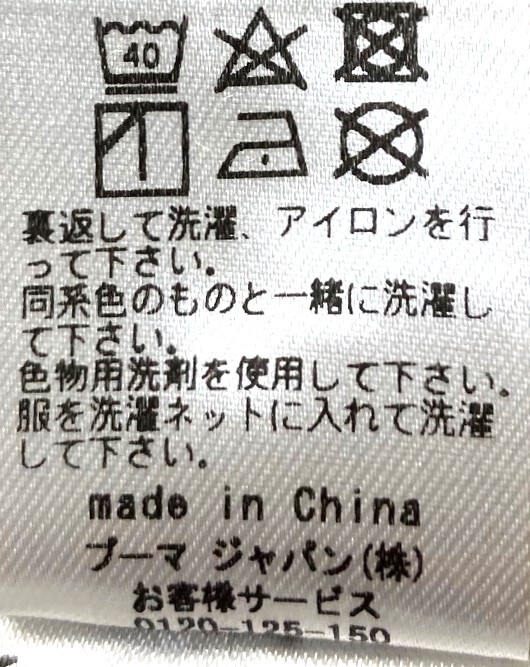 40
裏返して洗濯、アイロンを行
って下さい。
同系色のものと一緒に洗濯し
て下さい。
色物用洗剤を使用して下さい。
服を洗濯ネットに入れて洗濯
して下さい。
made in China
プーマ ジャパン(株)
お客様サービス
0120-125-150